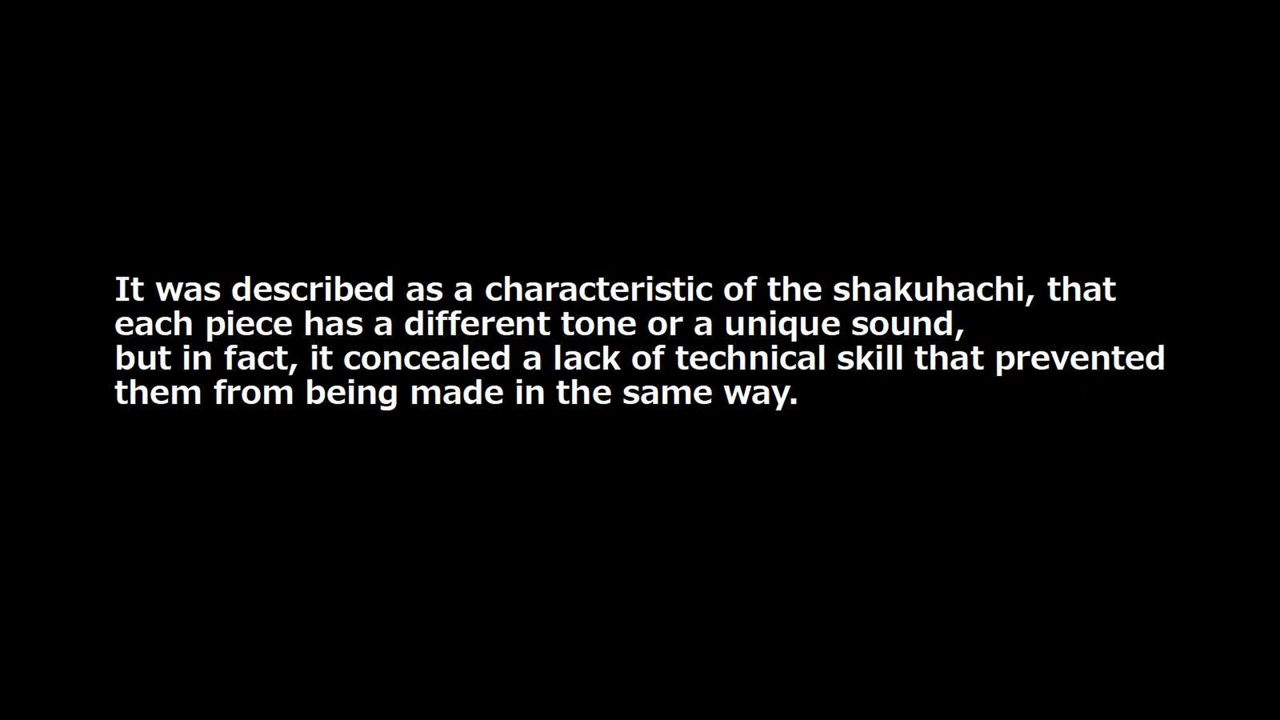 It was described as a characteristic of the shakuhachi, that
each piece has a different tone or a unique sound,
but in fact, it concealed a lack of technical skill that prevented
them from being made in the same way.